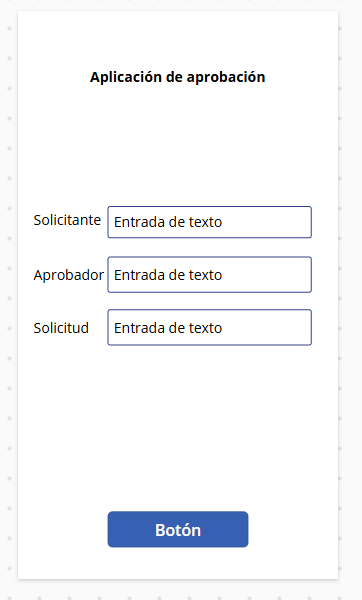 Aplicación de aprobación
Solicitante Entrada de texto
Aprobador Entrada de texto
Solicitud Entrada de texto
Botón